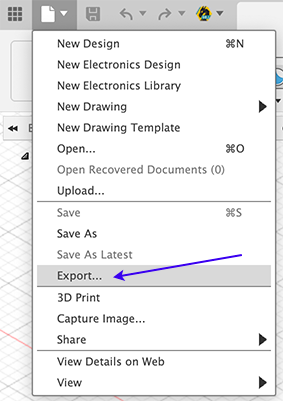 New Design ⌘N
New Electronics Design
New Electronics Library
New Drawing
New Drawing Template
Open... ⌘O
Open Recovered Documents (0)
Upload...
Save ⌘S
Save As
Save As Latest
Export...
3D Print
Capture Image...
Share
View Details on Web
View